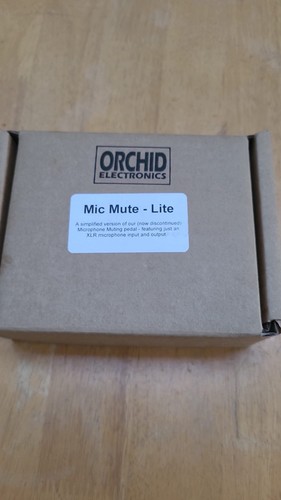 ORCHID
ELECTRONICS
Mic Mute - Lite
A simplified version of our (now discontinued)
Microphone Muting pedal - featuring just an
XLR microphone input and output